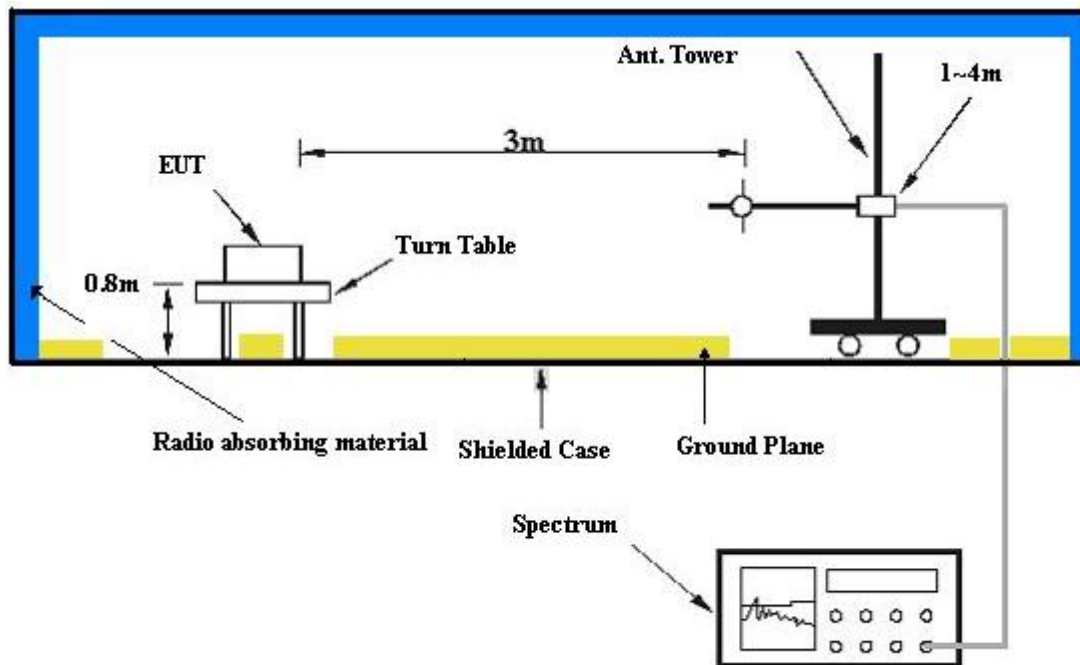 Ant. Tower
1~4m
3m
EUT
Turn Table
0.8m
Radio absorbing material
Shielded Case
Ground Plane
Spectrum